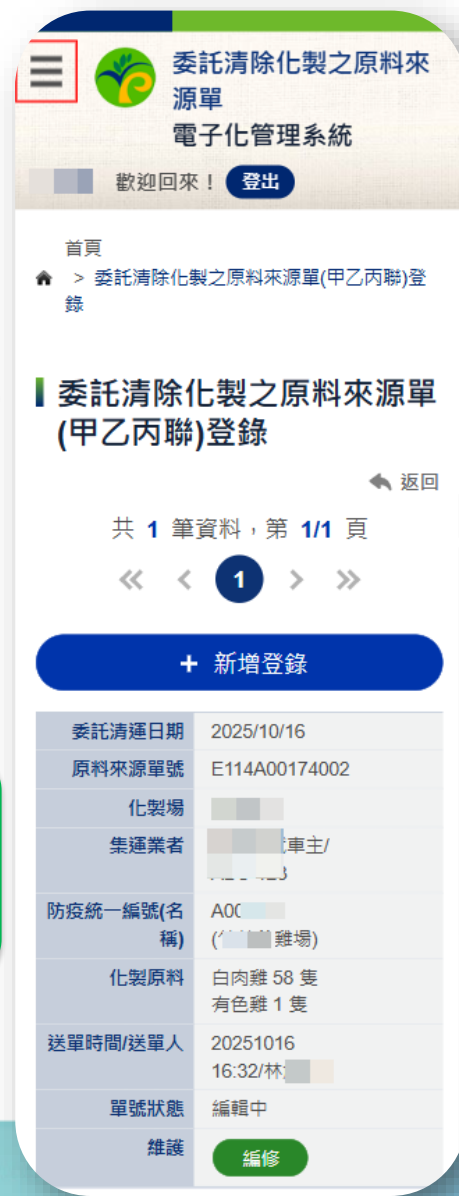 委託清除化製之原料來
源單
電子化管理系統
歡迎回來！ 登出
首頁
> 委託清除化製之原料來源單(甲乙丙聯)登
錄
委託清除化製之原料來源單
(甲乙丙聯)登錄
返回
共 1 筆資料，第 1/1 頁
« < 1 > »
+ 新增登錄
委託清運日期 2025/10/16
原料來源單號 E114A00174002
化製場
集運業者 車主/
防疫統一編號(名 A00
稱) ( 雞場)
化製原料 白肉雞 58 隻
有色雞 1 隻
送單時間/送單人 20251016
16:32/林
單號狀態 編輯中
維護 編修